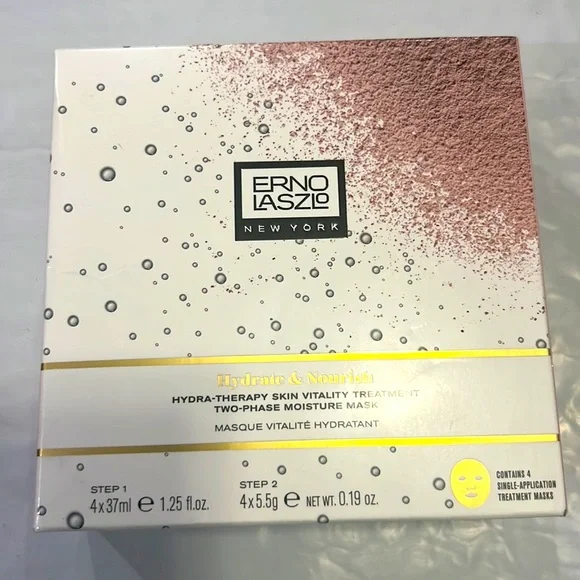 ERNO
LASZLO
NEW YORK
Hydrate & Nourish
HYDRA-THERAPY SKIN VITALITY TREATMENT
TWO-PHASE MOISTURE MASK
MASQUE VITALITÉ HYDRATANT
STEP 1
4 x 37ml ℮ 1.25 fl.oz.
STEP 2
4 x 5.5g ℮ NET WT. 0.19 oz.
CONTAINS 4
SINGLE-APPLICATION
TREATMENT MASKS